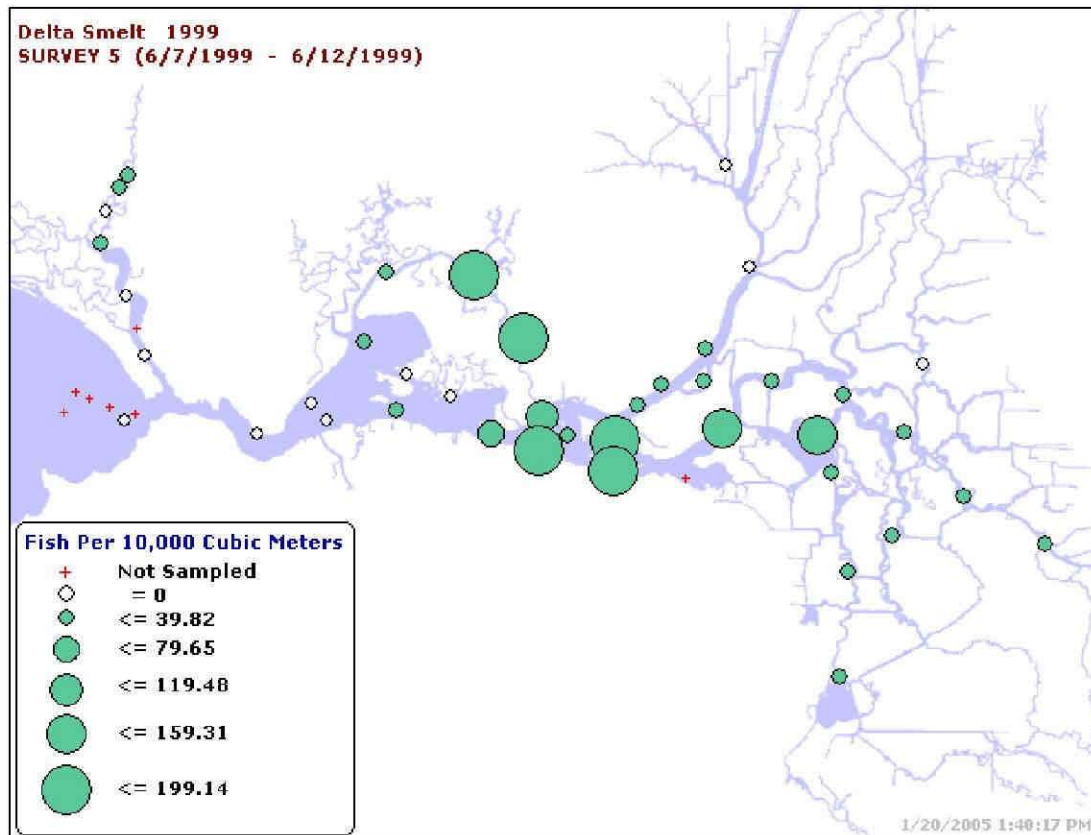 Delta Smelt 1999
SURVEY 5 (6/7/1999 - 6/12/1999)
Fish Per 10,000 Cubic Meters
Not Sampled
= 0
<= 39.82
<= 79.65
<= 119.48
<= 159.31
<= 199.14
1/20/2005 1:40:17 PM